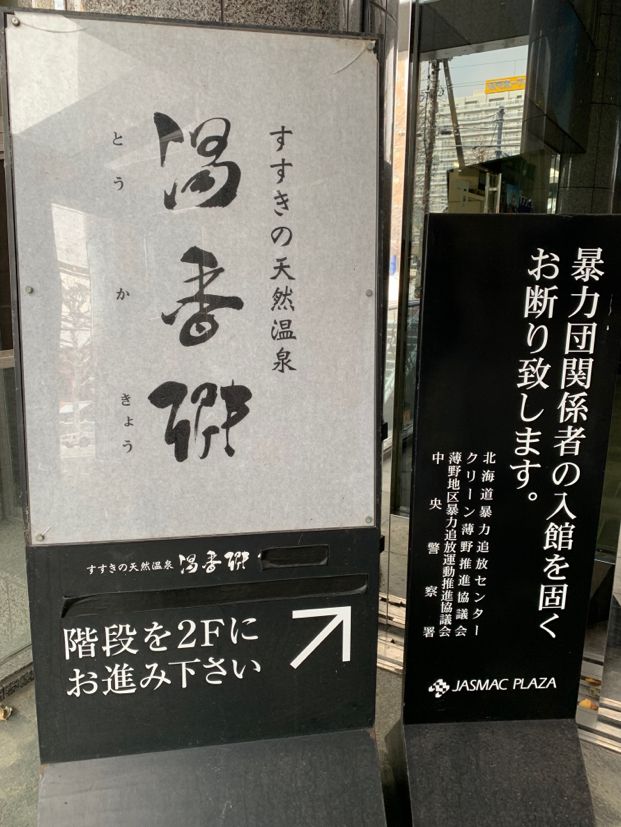 すすきの天然温泉
湯香郷
とうかきょう
すすきの天然温泉 湯香郷
階段を2Fに
お進み下さい
暴力団関係者の入館を固く
お断り致します。
北海道暴力追放センター
クリーン薄野推進協議会
薄野地区暴力追放運動推進協議会
中央警察署
JASMAC PLAZA